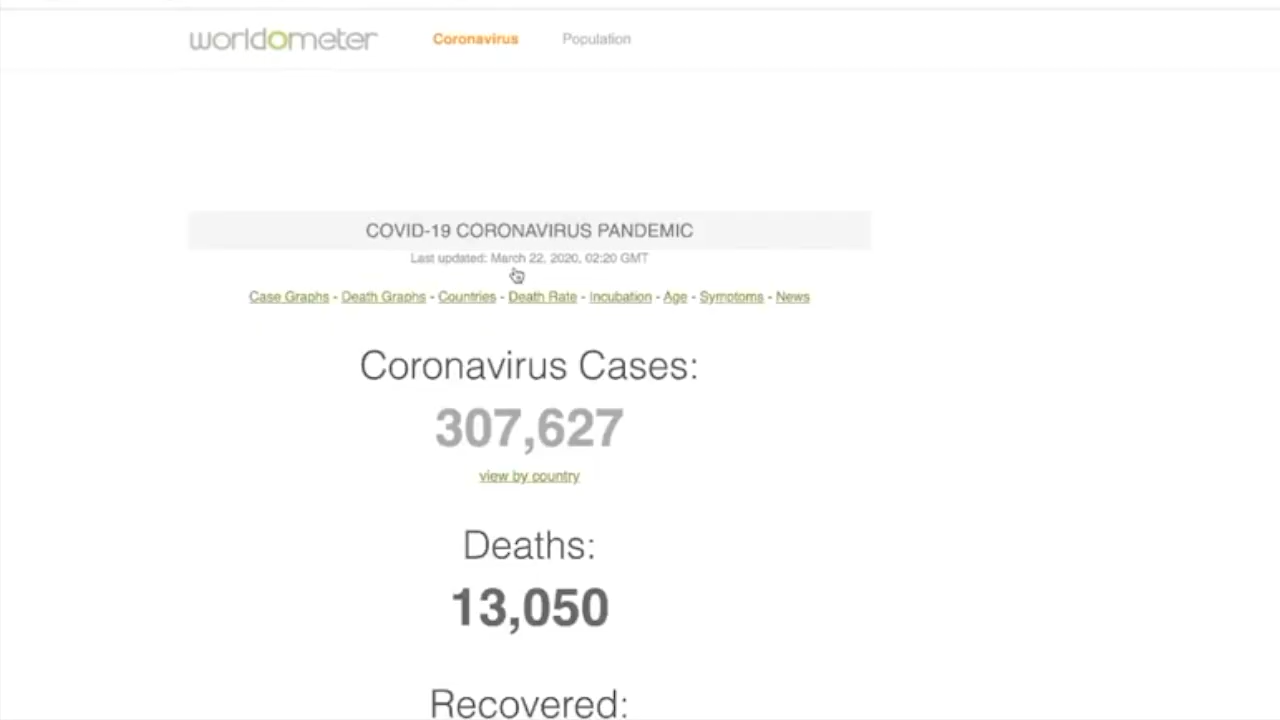 worldometer Coronavirus Population
COVID-19 CORONAVIRUS PANDEMIC
Last updated: March 22, 2020, 02:20 GMT
Case Graphs - Death Graphs - Countries - Death Rate - Incubation - Age - Symptoms - News
Coronavirus Cases:
307,627
view by country
Deaths:
13,050
Recovered: